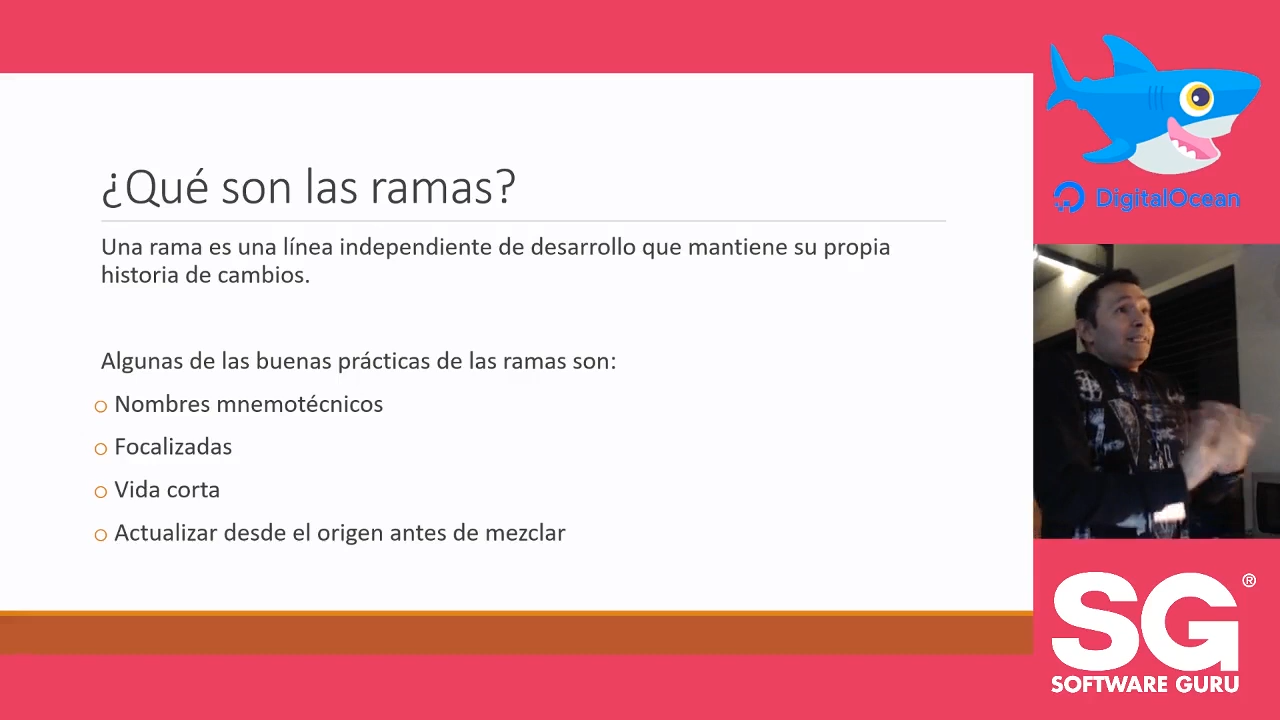 ¿Qué son las ramas?
Una rama es una línea independiente de desarrollo que mantiene su propia
historia de cambios.
Algunas de las buenas prácticas de las ramas son:
Nombres mnemotécnicos
Focalizadas
Vida corta
Actualizar desde el origen antes de mezclar
DigitalOcean
SG®
SOFTWARE GURU